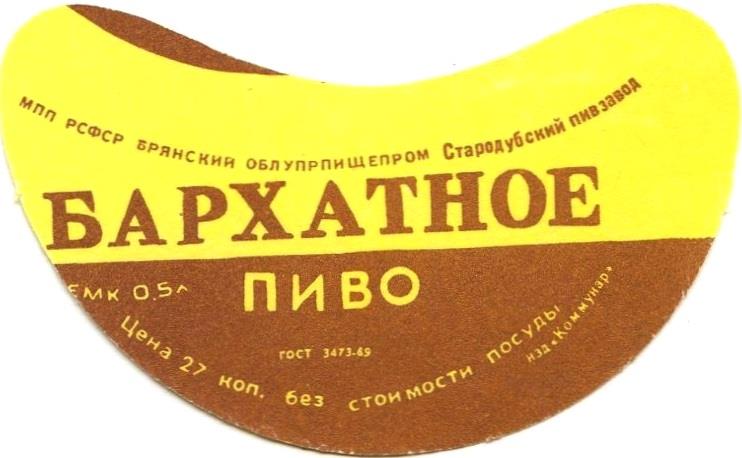 МПП РСФСР БРЯНСКИЙ ОБЛУПРПИЩЕПРОМ Стародубский пивзавод
БАРХАТНОЕ
ПИВО
ЕМК 0,5л
ГОСТ 3473-69
Цена 27 коп. без стоимости посуды
изд «Коммунар»